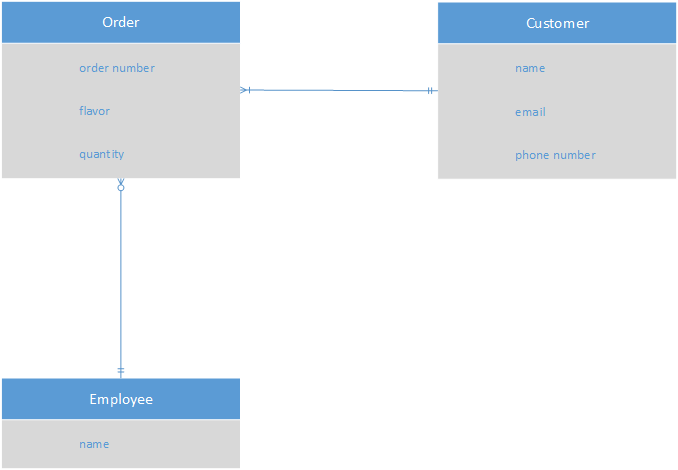 Order
order number
flavor
quantity
Customer
name
email
phone number
Employee
name